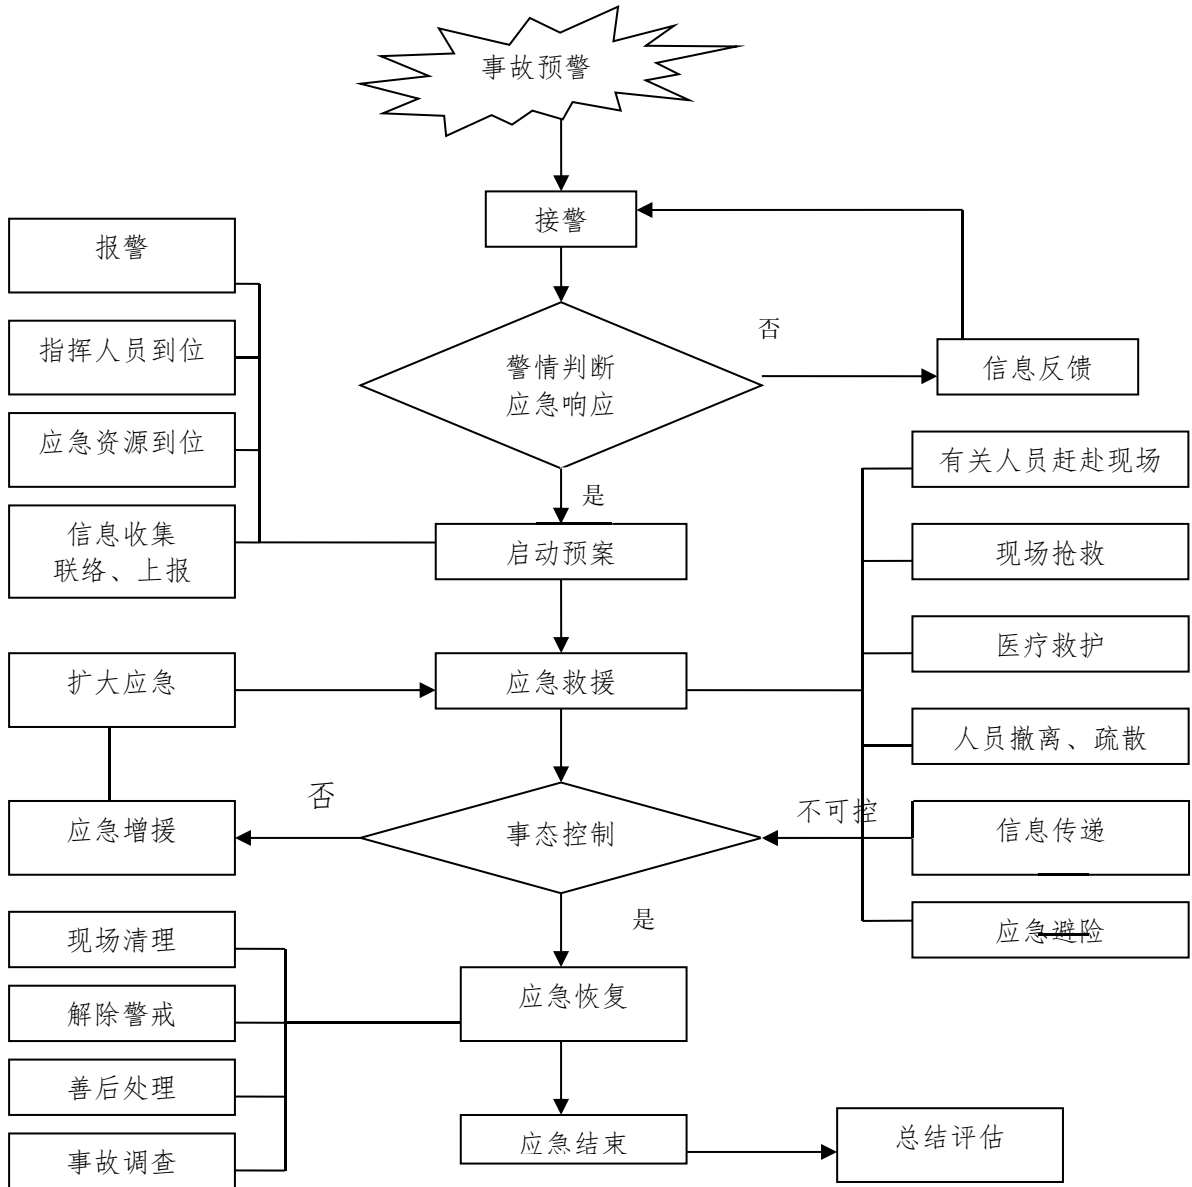 事故预警
接警
报警
否
指挥人员到位
警情判断
应急响应
信息反馈
应急资源到位
有关人员赶赴现场
是
信息收集
联络、上报
启动预案
现场抢救
医疗救护
扩大应急
应急救援
人员撤离、疏散
否
不可控
应急增援
事态控制
信息传递
是
现场清理
应急避险
应急恢复
解除警戒
善后处理
应急结束
总结评估
事故调查